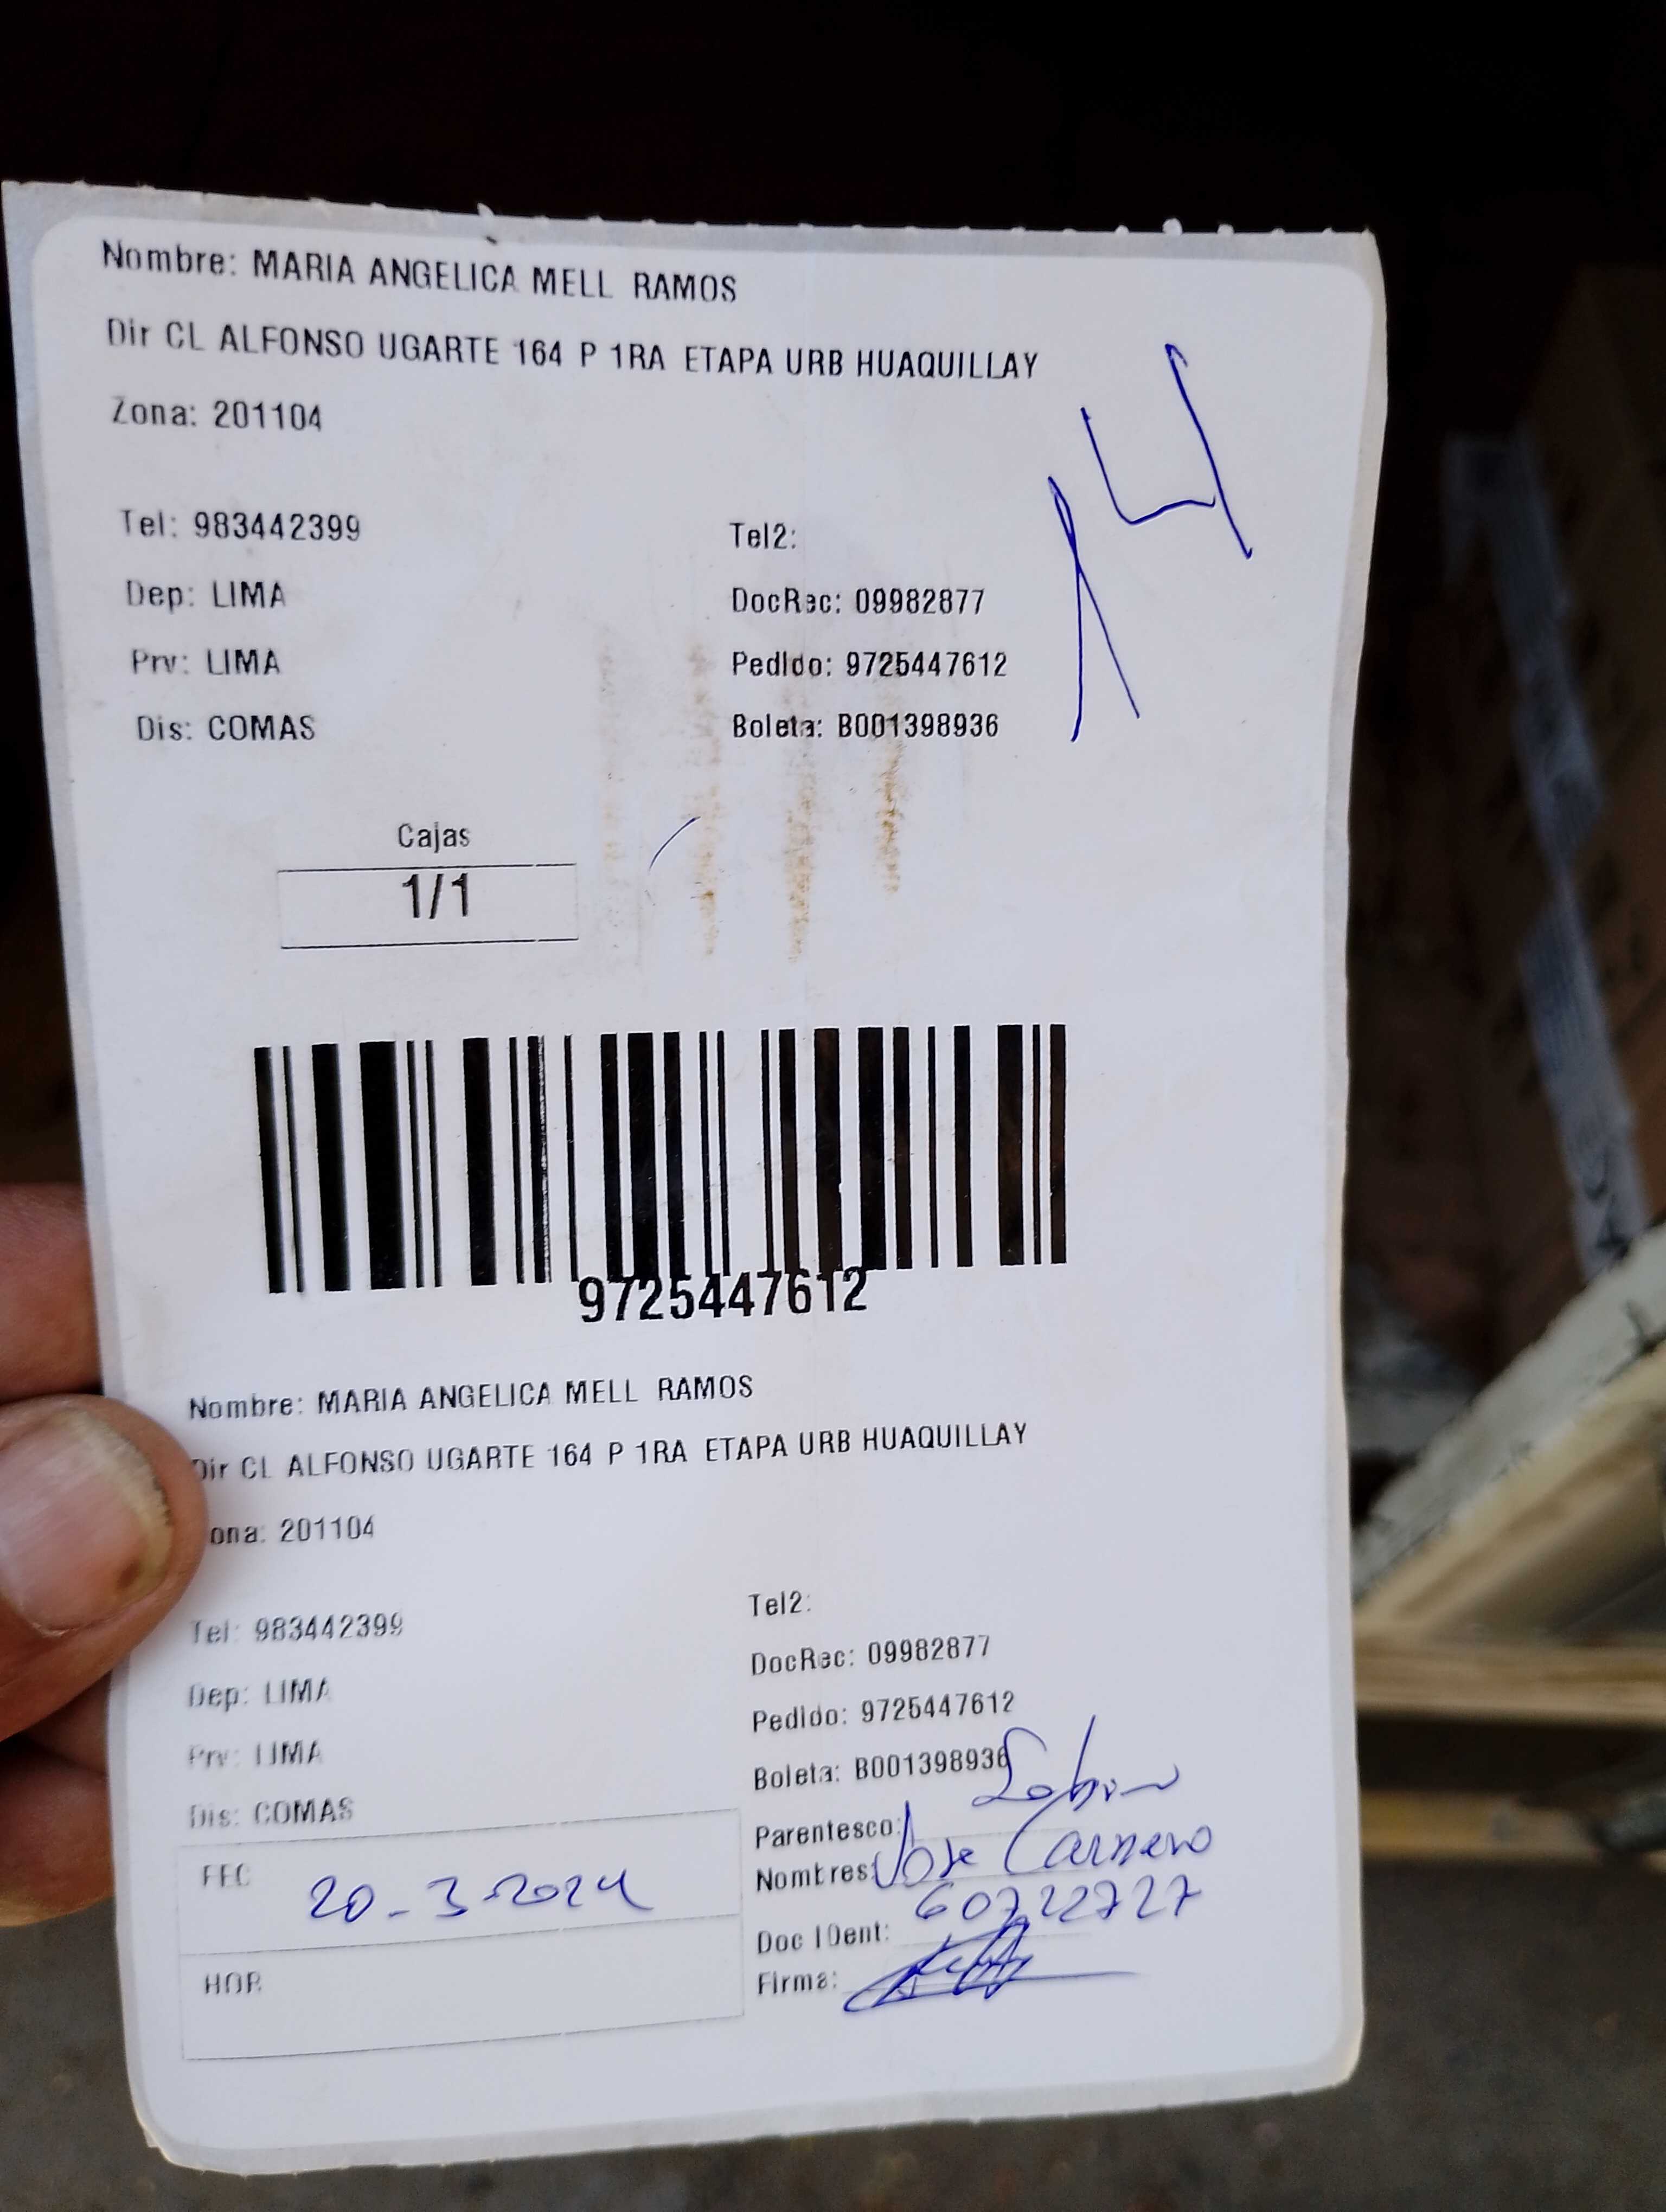 Nombre: MARIA ANGELICA MELL RAMOS
Dir CL ALFONSO UGARTE 164 P 1RA ETAPA URB HUAQUILLAY
Zona: 201104
14
Tel: 983442399 Tel2:
Dep: LIMA DocRec: 09982877
Prv: LIMA Pedido: 9725447612
Dis: COMAS Boleta: B001398936
Cajas
1/1
9725447612
Nombre: MARIA ANGELICA MELL RAMOS
Dir CL ALFONSO UGARTE 164 P 1RA ETAPA URB HUAQUILLAY
ona: 201104
Tel: 983442399 Tel2:
Dep: LIMA DocRec: 09982877
Prv: LIMA Pedido: 9725447612
Dis: COMAS Boleta: B001398936
Parentesco:
FEC 20-3-2024 Nombres: Jose Carnero
Doc IDent: 60722727
HOR Firma: